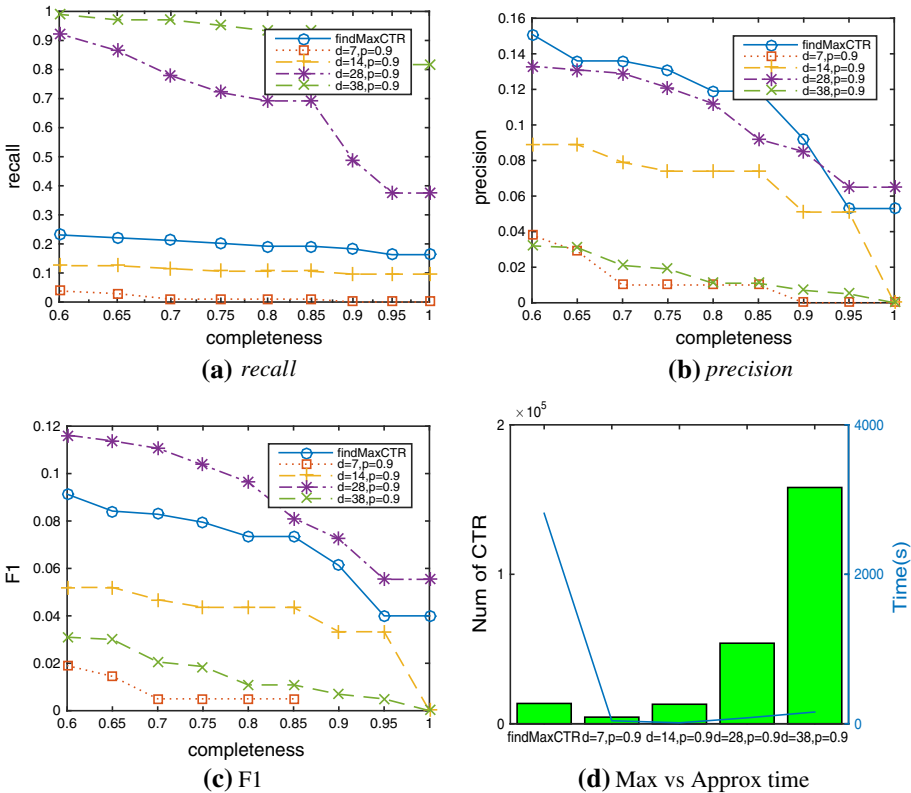 1
0.9
0.8
0.7
0.6
0.5
0.4
0.3
0.2
0.1
0
recall
findMaxCTR
d=7,p=0.9
d=14,p=0.9
d=28,p=0.9
d=38,p=0.9
0.6 0.65 0.7 0.75 0.8 0.85 0.9 0.95 1
completeness
(a) recall
0.16
0.14
0.12
0.1
0.08
0.06
0.04
0.02
0
precision
findMaxCTR
d=7,p=0.9
d=14,p=0.9
d=28,p=0.9
d=38,p=0.9
0.6 0.65 0.7 0.75 0.8 0.85 0.9 0.95 1
completeness
(b) precision
0.12
0.1
0.08
0.06
0.04
0.02
0
F1
findMaxCTR
d=7,p=0.9
d=14,p=0.9
d=28,p=0.9
d=38,p=0.9
0.6 0.65 0.7 0.75 0.8 0.85 0.9 0.95 1
completeness
(c) F1
× 10^5
2
1
0
Num of CTR
4000
2000
0
Time(s)
findMaxCTR d=7,p=0.9 d=14,p=0.9 d=28,p=0.9 d=38,p=0.9
(d) Max vs Approx time